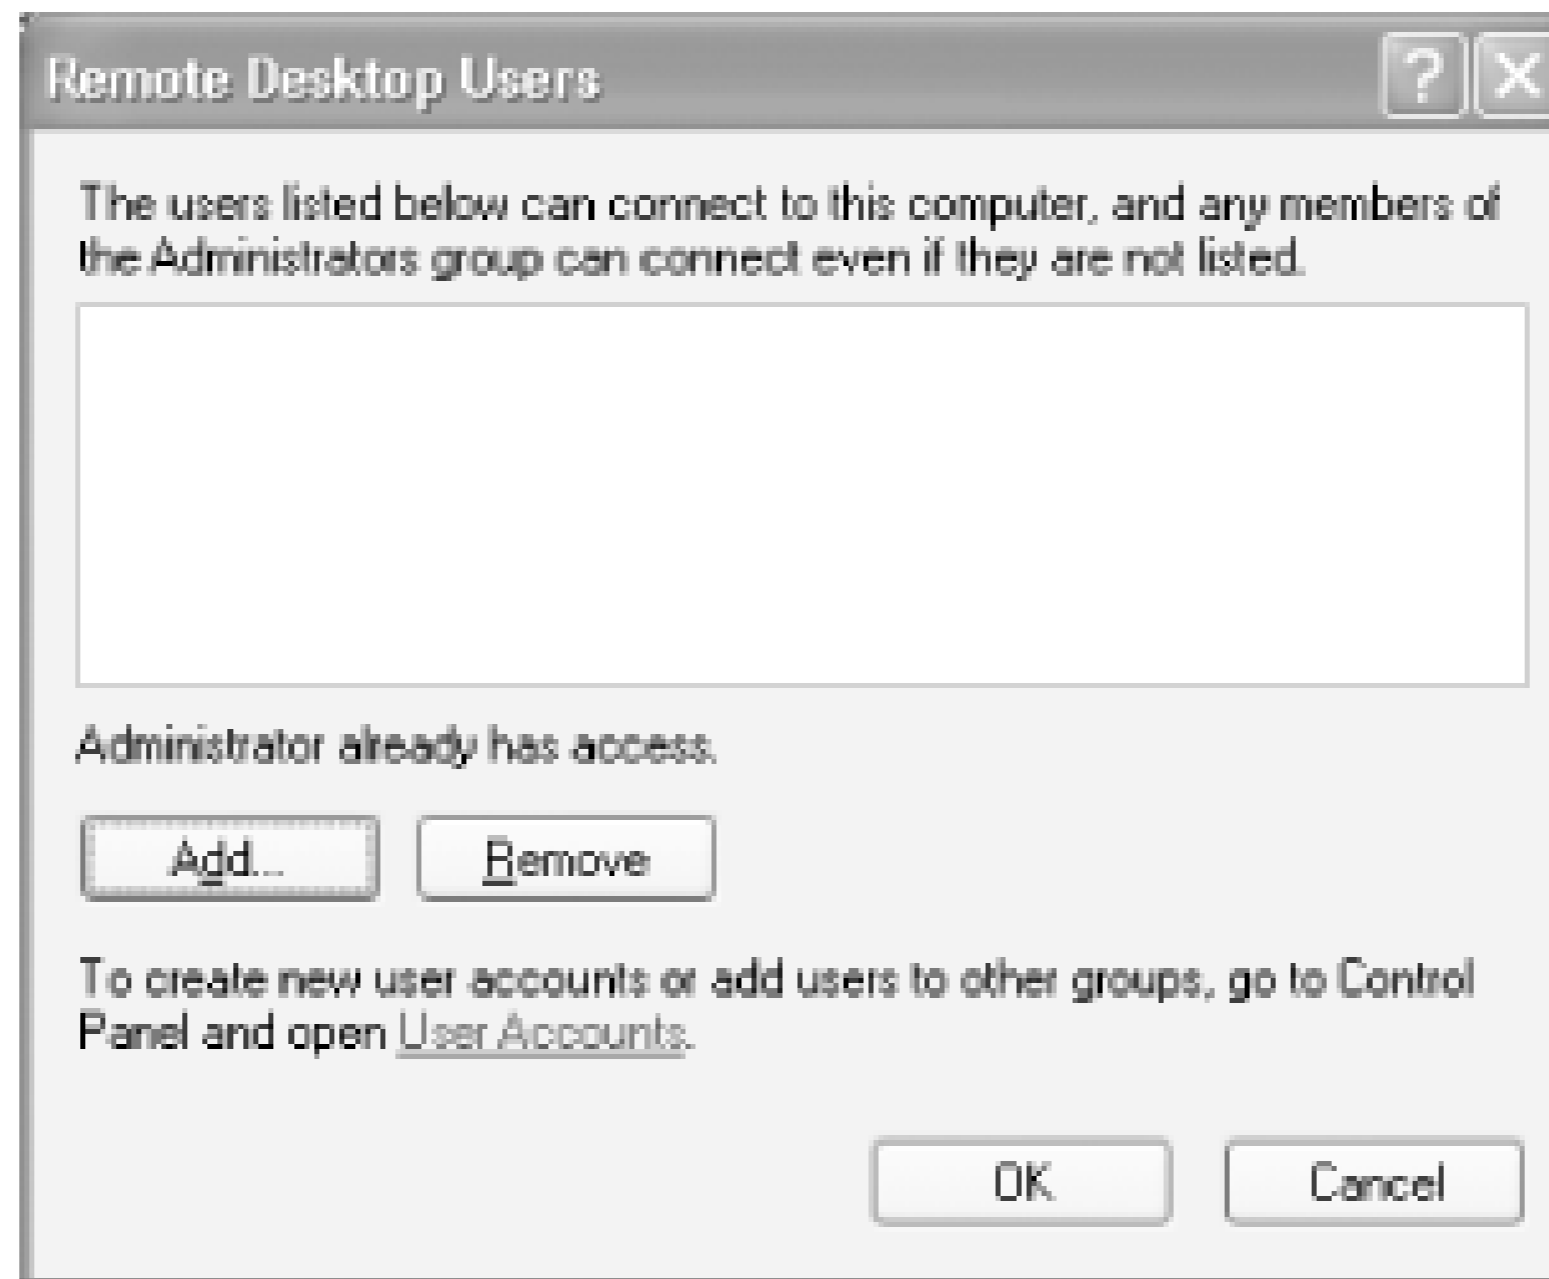 Remote Desktop Users
The users listed below can connect to this computer, and any members of
the Administrators group can connect even if they are not listed.
Administrator already has access.
Add... Remove
To create new user accounts or add users to other groups, go to Control
Panel and open User Accounts.
OK Cancel